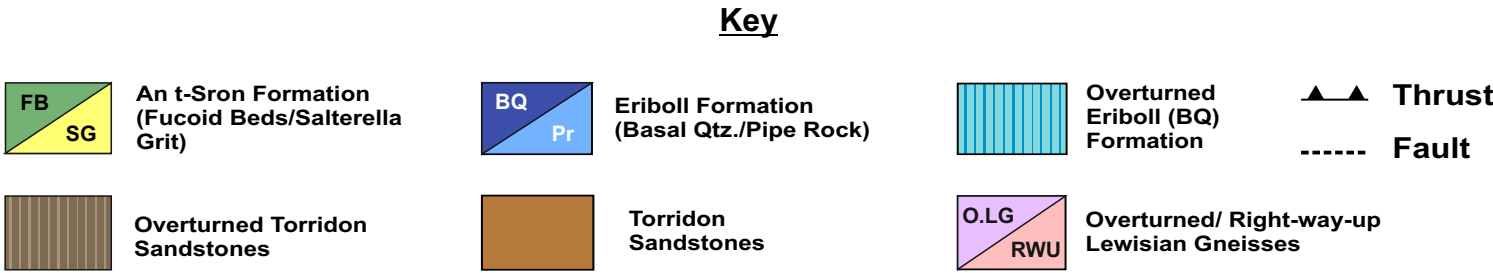 Key
FB
SG
An t-Sron Formation
(Fucoid Beds/Salterella
Grit)
BQ
Pr
Eriboll Formation
(Basal Qtz./Pipe Rock)
Overturned
Eriboll (BQ)
Formation
Thrust
Fault
Overturned Torridon
Sandstones
Torridon
Sandstones
O.LG
RWU
Overturned/ Right-way-up
Lewisian Gneisses